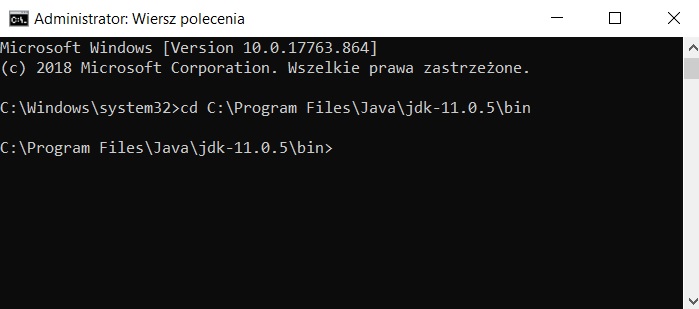 Administrator: Wiersz polecenia
Microsoft Windows [Version 10.0.17763.864]
(c) 2018 Microsoft Corporation. Wszelkie prawa zastrzeżone.
C:\Windows\system32>cd C:\Program Files\Java\jdk-11.0.5\bin
C:\Program Files\Java\jdk-11.0.5\bin>